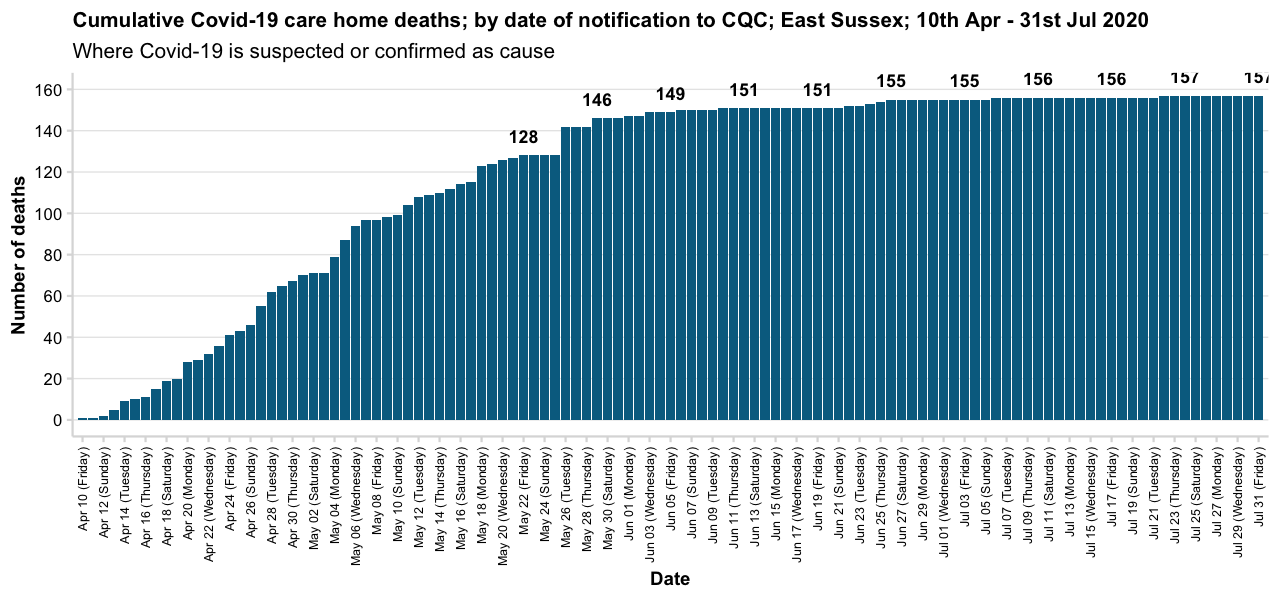 Cumulative Covid-19 care home deaths; by date of notification to CQC; East Sussex; 10th Apr - 31st Jul 2020
Where Covid-19 is suspected or confirmed as cause
Number of deaths
160
140
120
100
80
60
40
20
0
128
146
149
151
151
155
155
156
156
157
157
Apr 10 (Friday)
Apr 12 (Sunday)
Apr 14 (Tuesday)
Apr 16 (Thursday)
Apr 18 (Saturday)
Apr 20 (Monday)
Apr 22 (Wednesday)
Apr 24 (Friday)
Apr 26 (Sunday)
Apr 28 (Tuesday)
Apr 30 (Thursday)
May 02 (Saturday)
May 04 (Monday)
May 06 (Wednesday)
May 08 (Friday)
May 10 (Sunday)
May 12 (Tuesday)
May 14 (Thursday)
May 16 (Saturday)
May 18 (Monday)
May 20 (Wednesday)
May 22 (Friday)
May 24 (Sunday)
May 26 (Tuesday)
May 28 (Thursday)
May 30 (Saturday)
Jun 01 (Monday)
Jun 03 (Wednesday)
Jun 05 (Friday)
Jun 07 (Sunday)
Jun 09 (Tuesday)
Jun 11 (Thursday)
Jun 13 (Saturday)
Jun 15 (Monday)
Jun 17 (Wednesday)
Jun 19 (Friday)
Jun 21 (Sunday)
Jun 23 (Tuesday)
Jun 25 (Thursday)
Jun 27 (Saturday)
Jun 29 (Monday)
Jul 01 (Wednesday)
Jul 03 (Friday)
Jul 05 (Sunday)
Jul 07 (Tuesday)
Jul 09 (Thursday)
Jul 11 (Saturday)
Jul 13 (Monday)
Jul 15 (Wednesday)
Jul 17 (Friday)
Jul 19 (Sunday)
Jul 21 (Tuesday)
Jul 23 (Thursday)
Jul 25 (Saturday)
Jul 27 (Monday)
Jul 29 (Wednesday)
Jul 31 (Friday)
Date